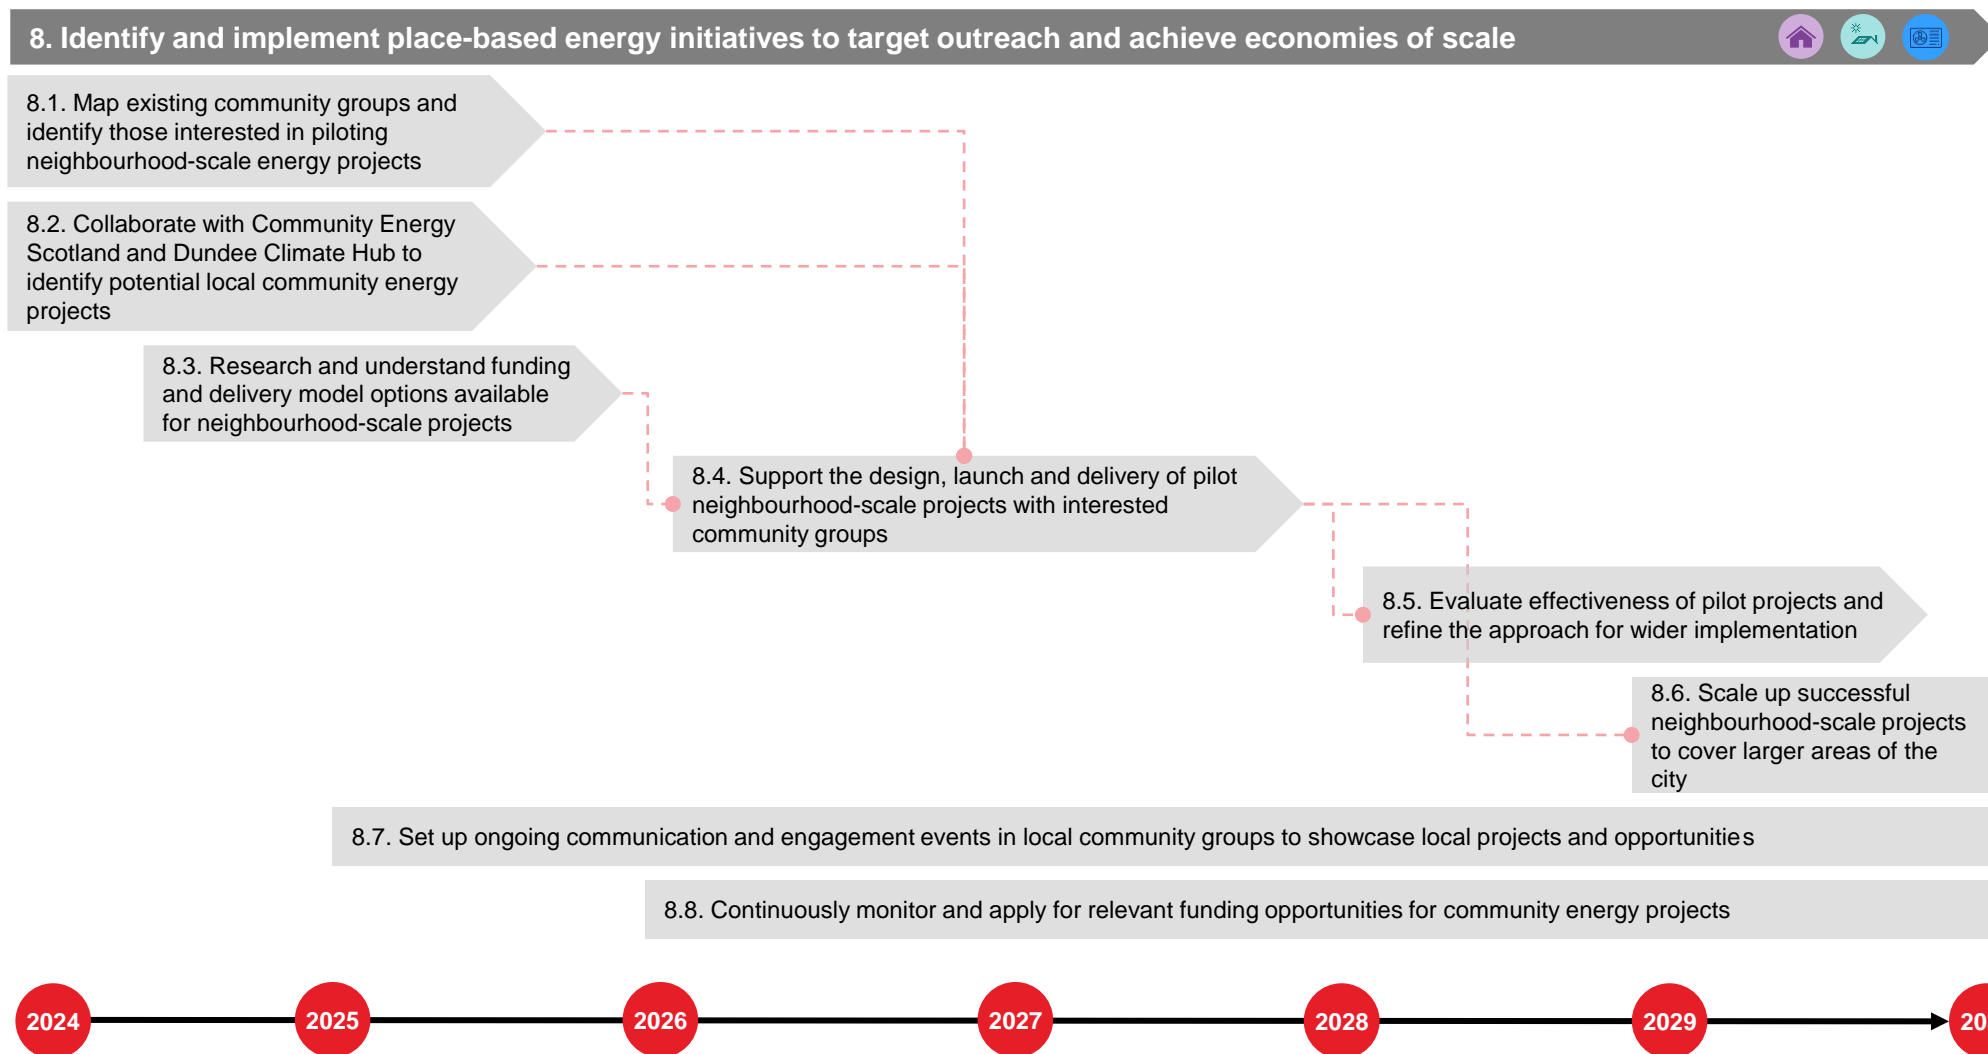 8. Identify and implement place-based energy initiatives to target outreach and achieve economies of scale
8.1. Map existing community groups and
identify those interested in piloting
neighbourhood-scale energy projects
8.2. Collaborate with Community Energy
Scotland and Dundee Climate Hub to
identify potential local community energy
projects
8.3. Research and understand funding
and delivery model options available
for neighbourhood-scale projects
8.4. Support the design, launch and delivery of pilot
neighbourhood-scale projects with interested
community groups
8.5. Evaluate effectiveness of pilot projects and
refine the approach for wider implementation
8.6. Scale up successful
neighbourhood-scale projects
to cover larger areas of the
city
8.7. Set up ongoing communication and engagement events in local community groups to showcase local projects and opportunities
8.8. Continuously monitor and apply for relevant funding opportunities for community energy projects
2024 2025 2026 2027 2028 2029